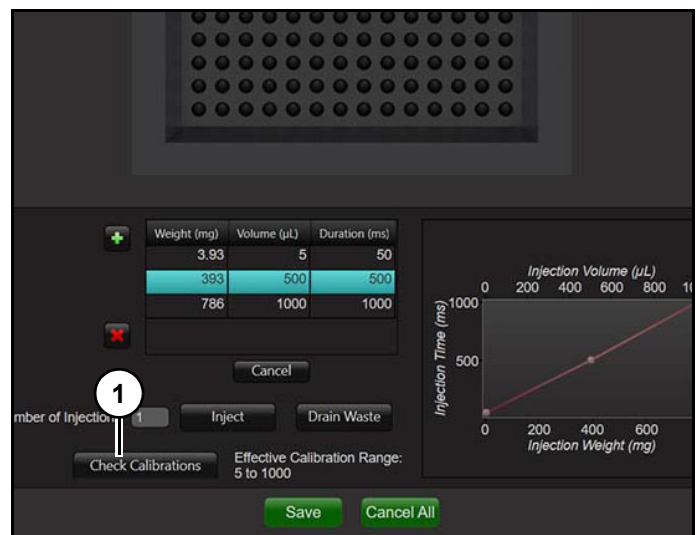 Weight (mg) Volume (µL) Duration (ms)
3.93 5 50
393 500 500
786 1000 1000
Cancel
1
mber of Injection 1 Inject Drain Waste
Check Calibrations
Effective Calibration Range:
5 to 1000
Save Cancel All
Injection Volume (µL)
0 200 400 600 800
Injection Time (ms)
1000
500
0 200 400 600
Injection Weight (mg)